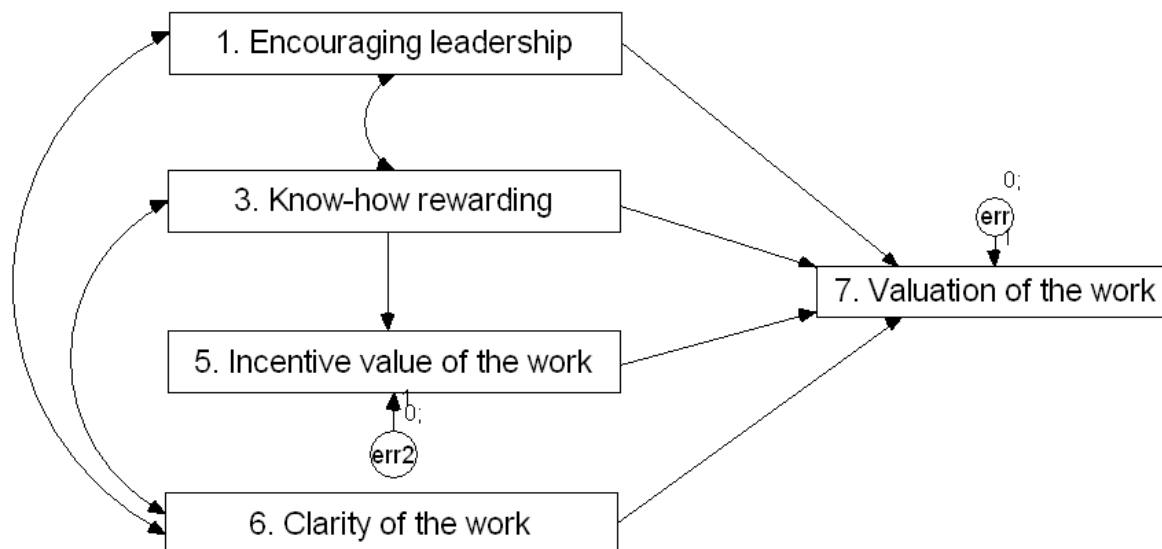 1. Encouraging leadership
3. Know-how rewarding
0;
err
1
7. Valuation of the work
5. Incentive value of the work
1
0;
err2
6. Clarity of the work